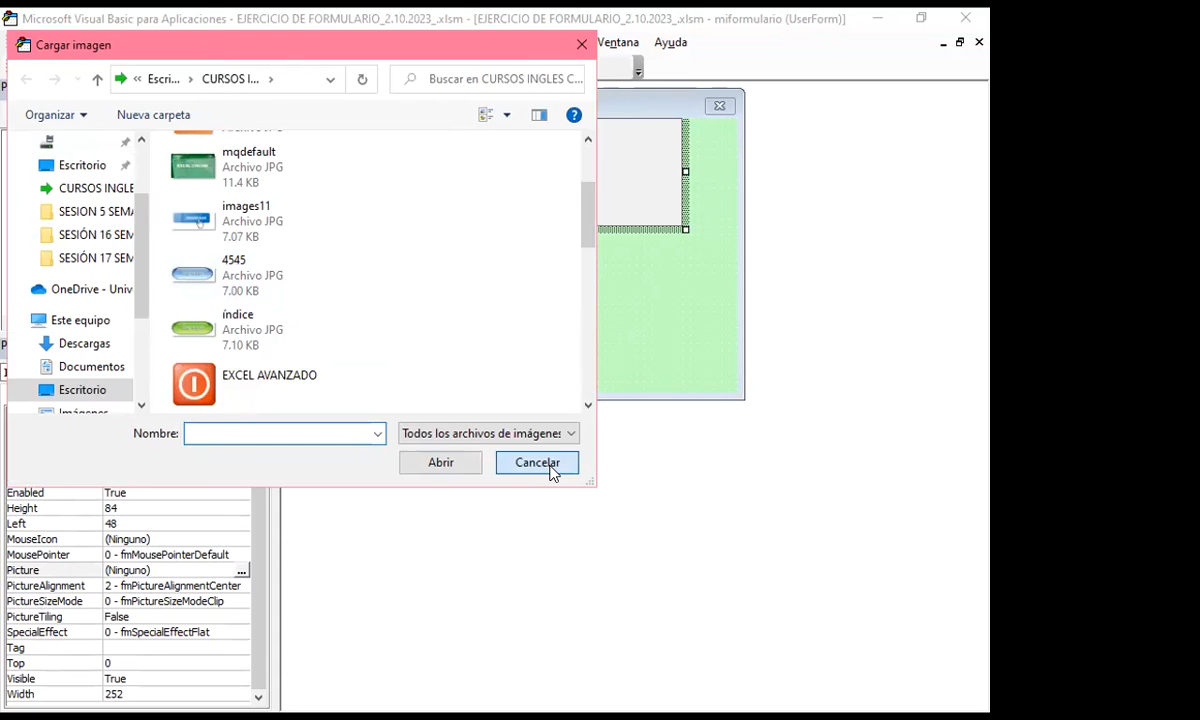 Microsoft Visual Basic para Aplicaciones - EJERCICIO DE FORMULARIO_2.10.2023_.xlsm - [EJERCICIO DE FORMULARIO_2.10.2023_.xlsm - miformulario (UserForm)]
Cargar imagen
Ventana Ayuda
« Escri... › CURSOS I... ›
Buscar en CURSOS INGLES C...
Organizar
Nueva carpeta
Escritorio
CURSOS INGLE
SESION 5 SEMA
SESIÓN 16 SEM
SESIÓN 17 SEM
OneDrive - Univ
Este equipo
Descargas
Documentos
Escritorio
Imágenes
mqdefault
Archivo JPG
11.4 KB
images11
Archivo JPG
7.07 KB
4545
Archivo JPG
7.00 KB
índice
Archivo JPG
7.10 KB
EXCEL AVANZADO
Nombre:
Todos los archivos de imágenes
Abrir
Cancelar
Enabled True
Height 84
Left 48
MouseIcon (Ninguno)
MousePointer 0 - fmMousePointerDefault
Picture (Ninguno) ...
PictureAlignment 2 - fmPictureAlignmentCenter
PictureSizeMode 0 - fmPictureSizeModeClip
PictureTiling False
SpecialEffect 0 - fmSpecialEffectFlat
Tag
Top 0
Visible True
Width 252